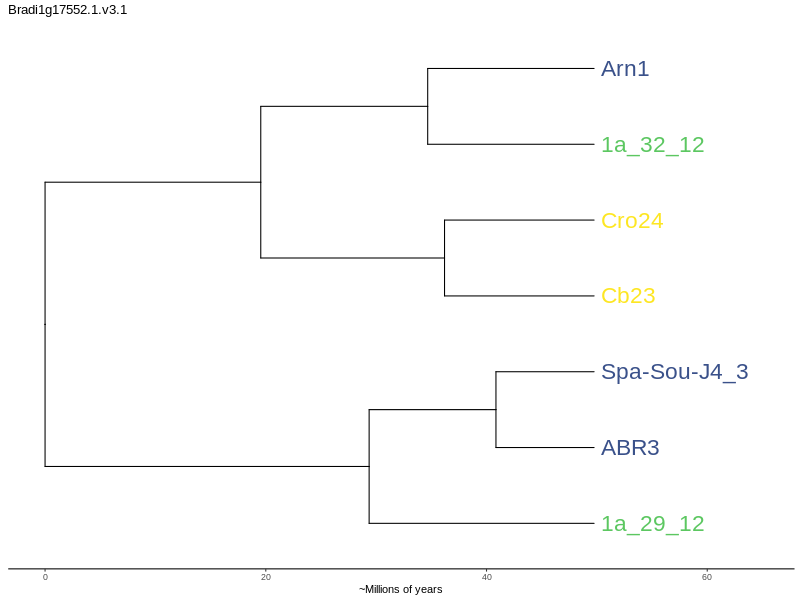 Bradi1g17552.1.v3.1
Arn1
1a_32_12
Cro24
Cb23
Spa-Sou-J4_3
ABR3
1a_29_12
0 20 40 60
~Millions of years